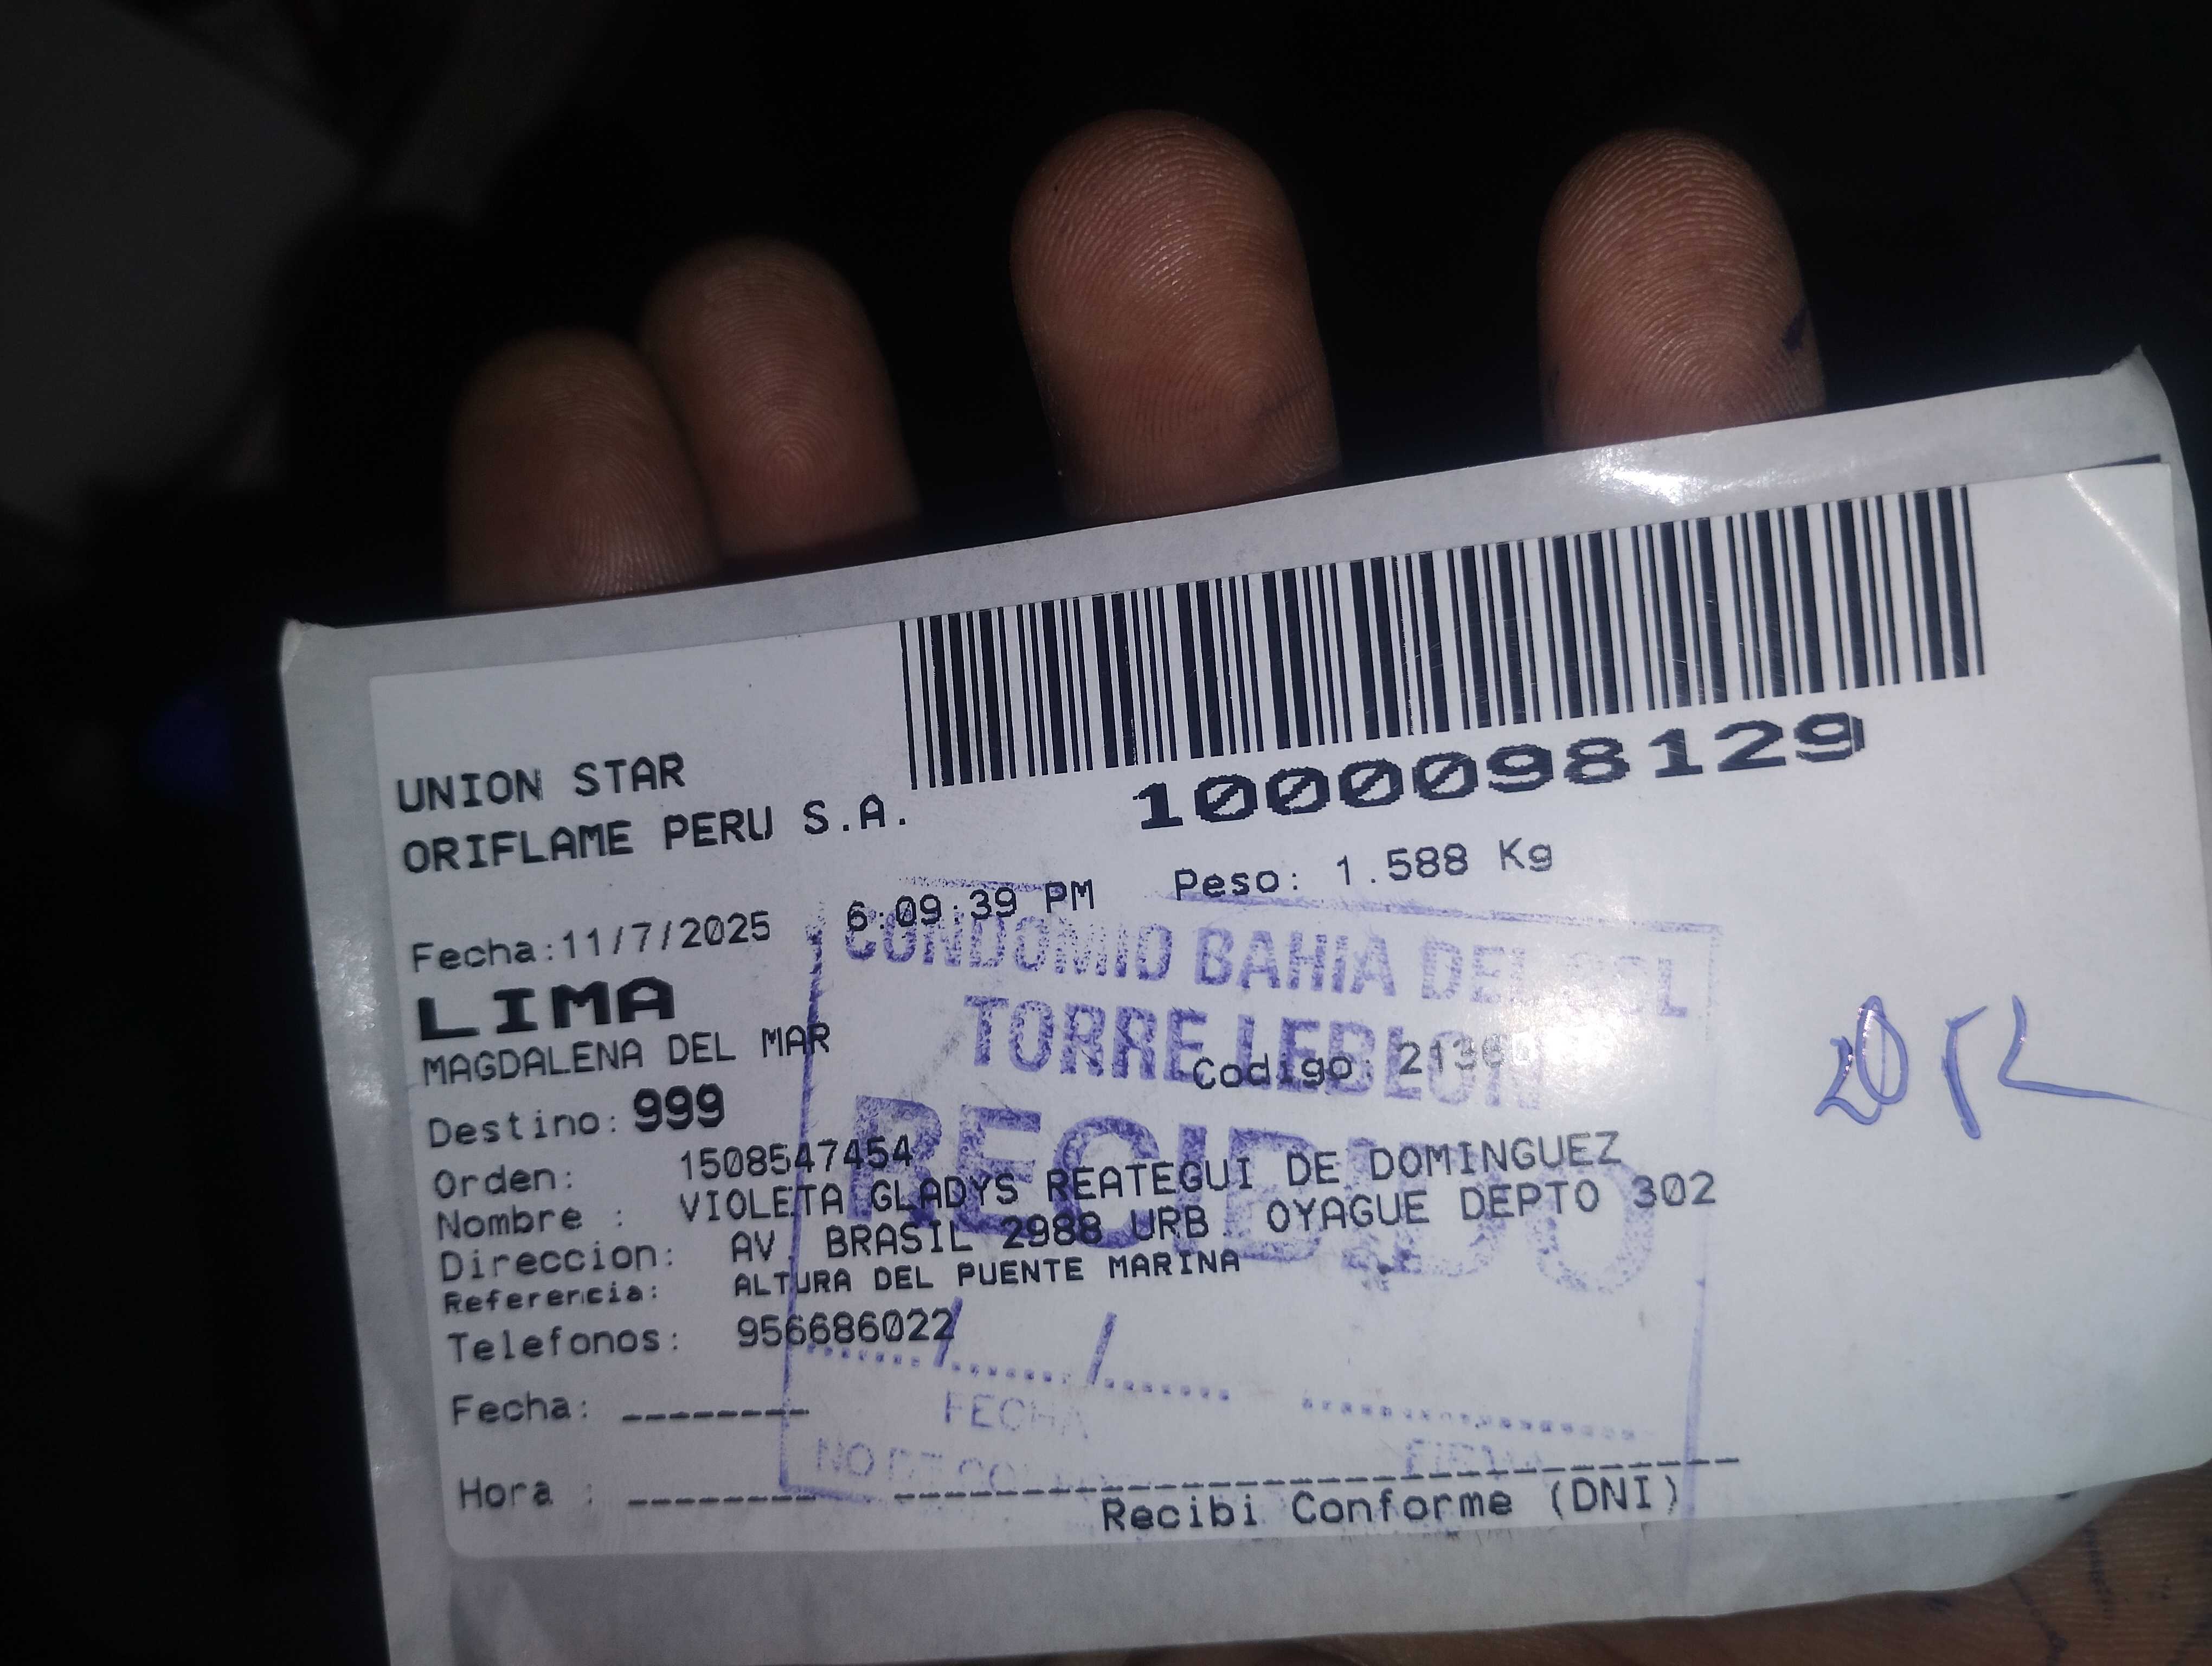 1000098129
UNION STAR
ORIFLAME PERU S.A.
Fecha:11/7/2025 6:09:39 PM Peso: 1.588 Kg
LIMA
MAGDALENA DEL MAR
Codigo:
Destino: 999
Orden: 1508547454
Nombre : VIOLETA GLADYS REATEGUI DE DOMINGUEZ
Direccion: AV. BRASIL 2988 URB. OYAGUE DEPTO 302
Referencia: ALTURA DEL PUENTE MARINA
Telefonos: 956686022
Fecha: --------
Hora : --------
Recibi Conforme (DNI)
CONDOMIO BAHIA DEL SOL
TORRE LEBLON
RECIBIDO
FECHA FIRMA